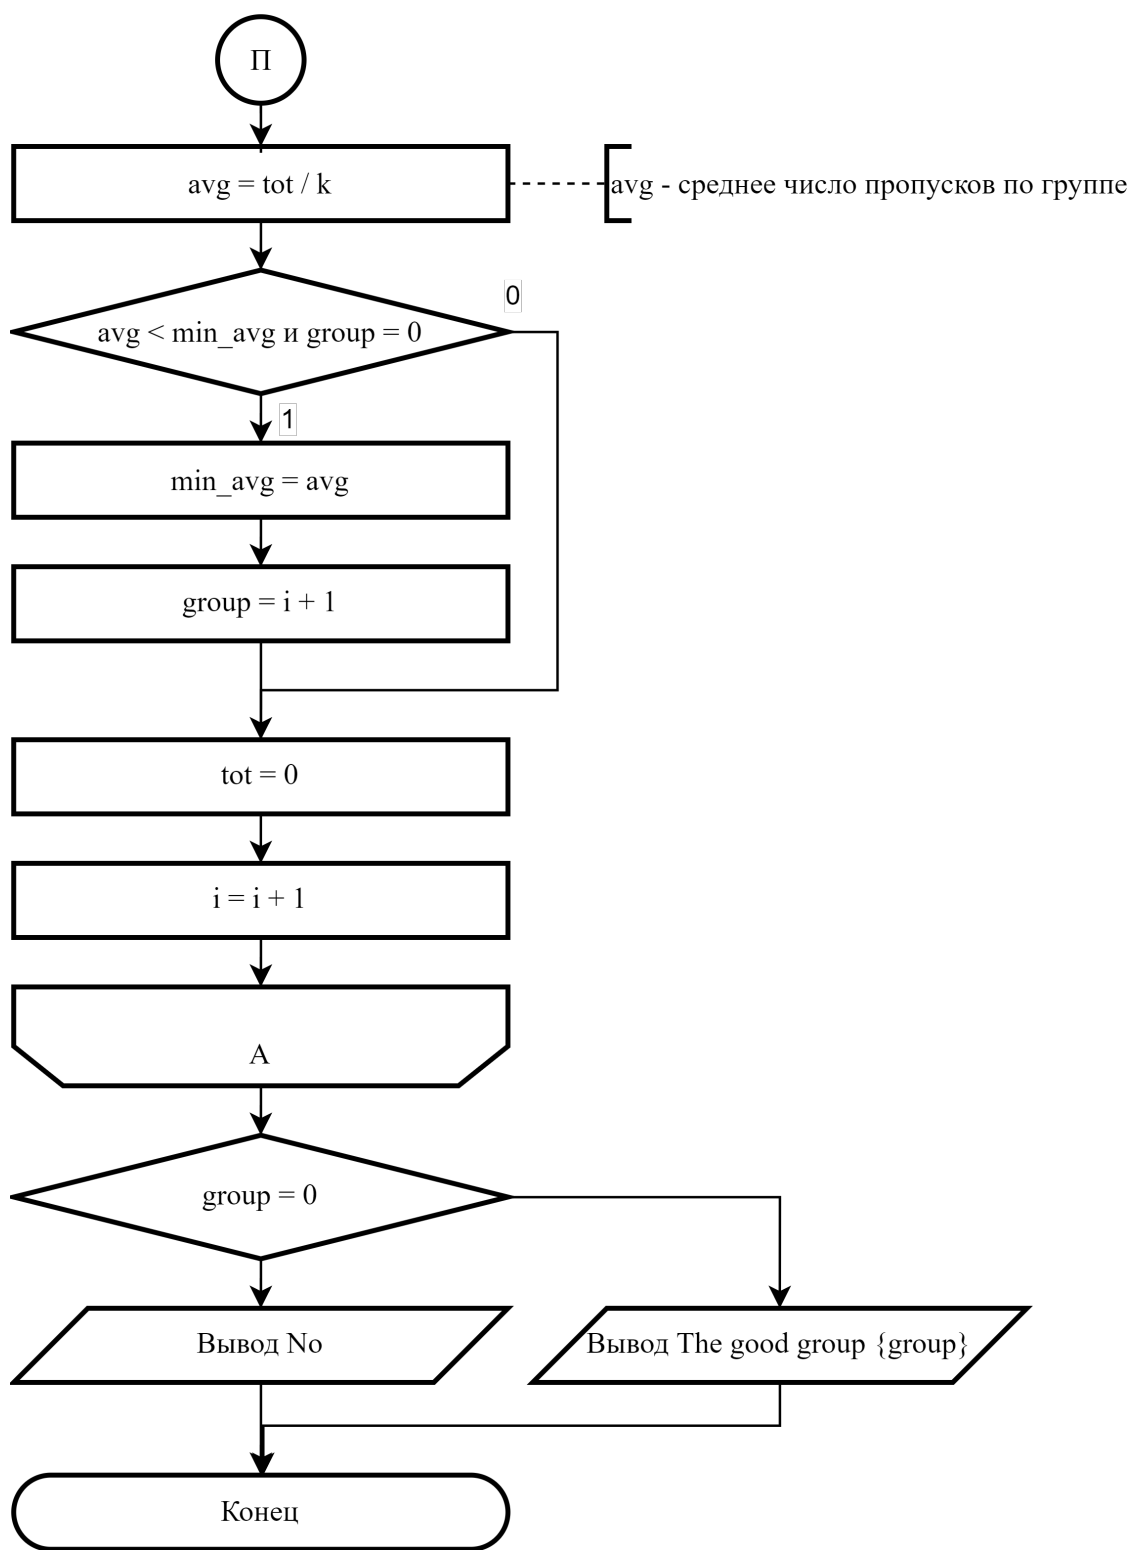 П
avg = tot / k
avg - среднее число пропусков по группе
0
avg < min_avg и group = 0
1
min_avg = avg
group = i + 1
tot = 0
i = i + 1
А
group = 0
Вывод No
Вывод The good group {group}
Конец